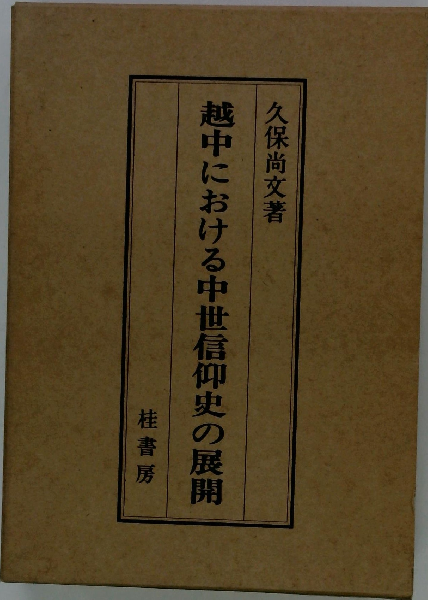 久保尚文著
越中における中世信仰史の展開
桂書房